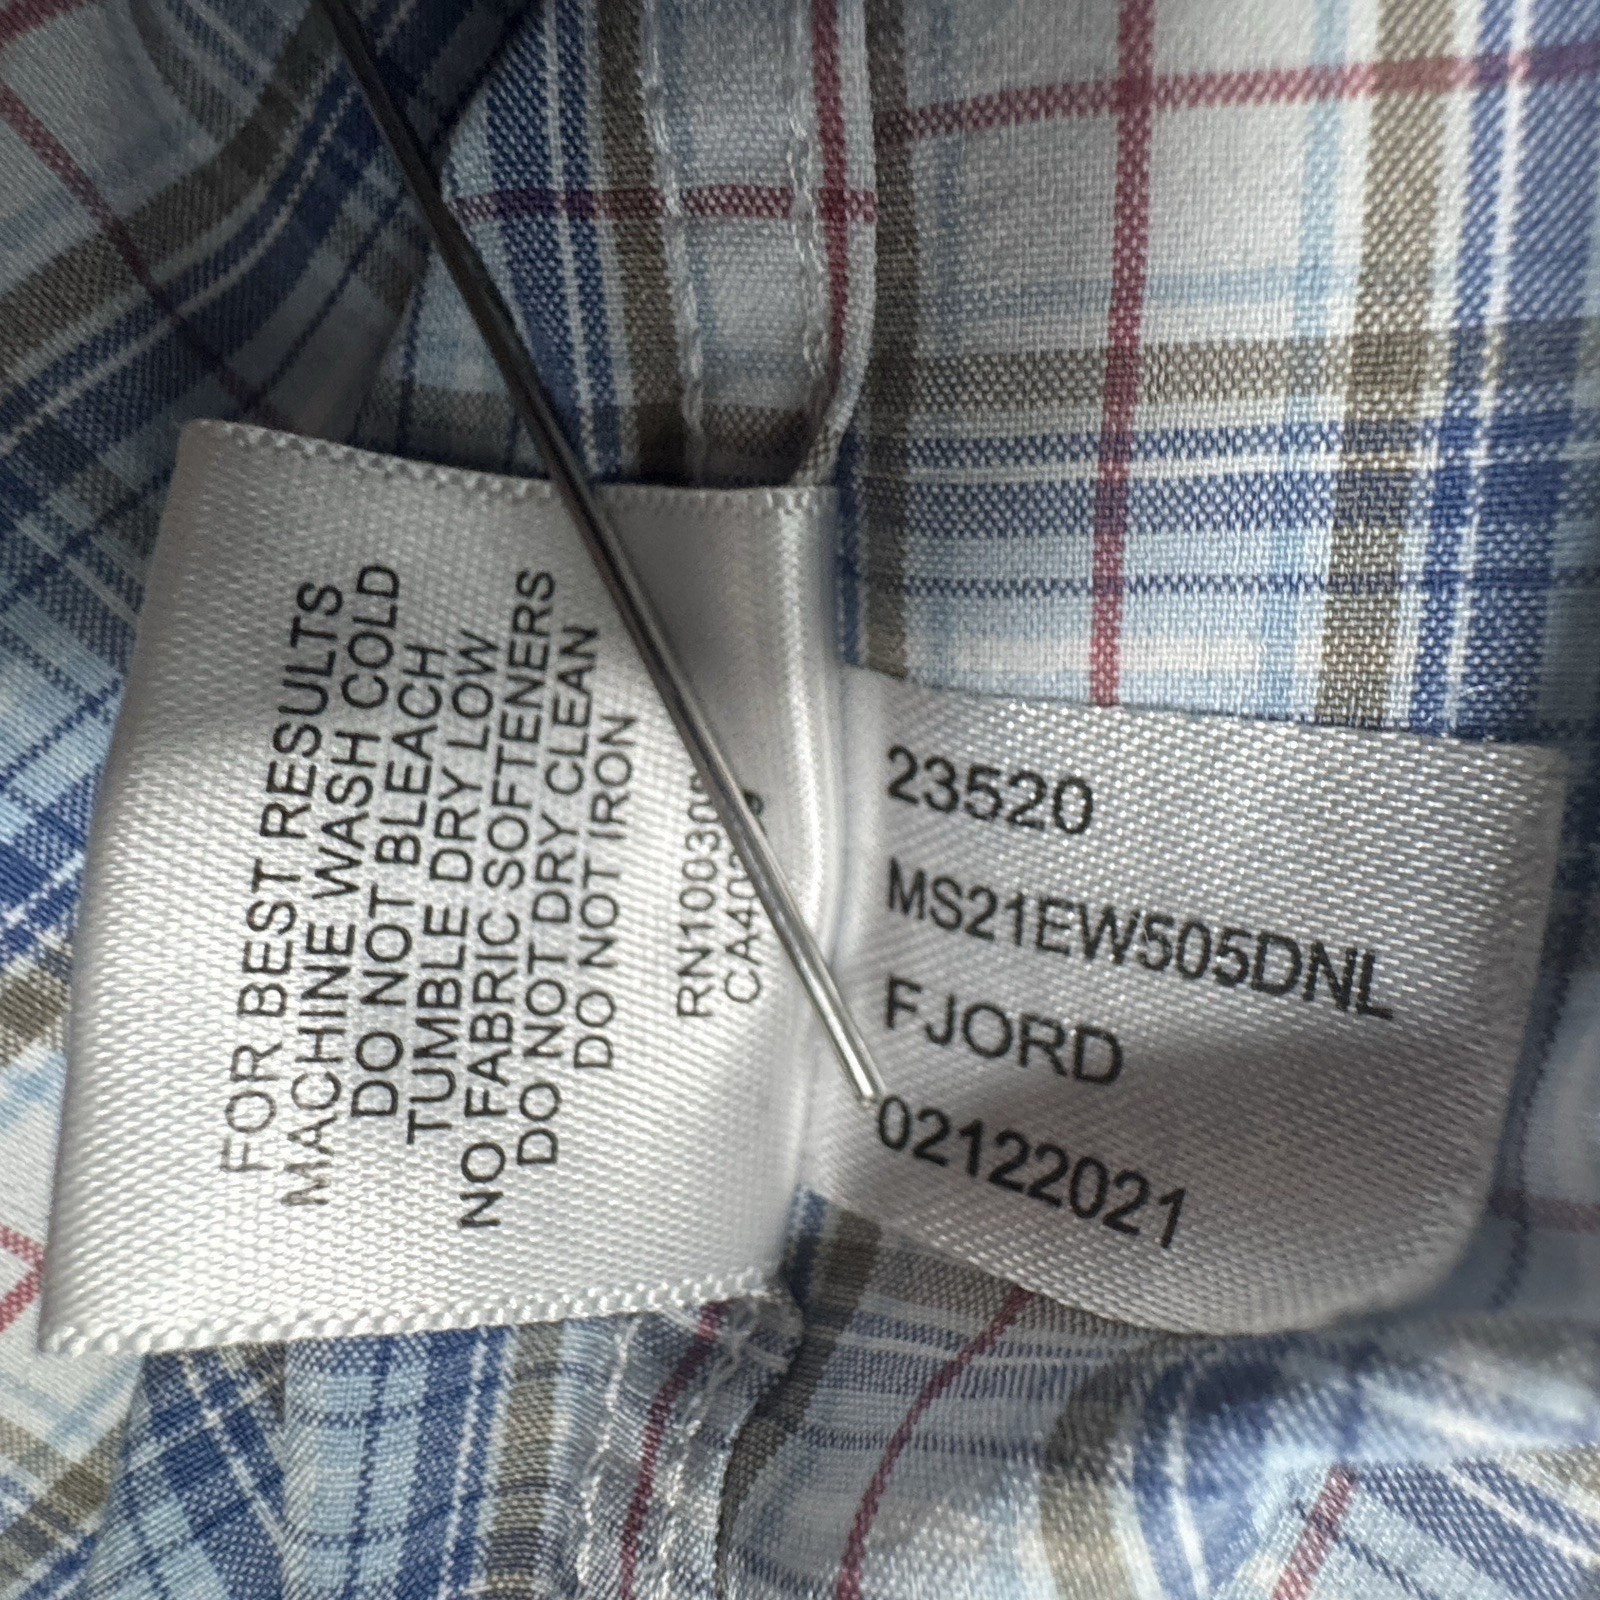 FOR BEST RESULTS
MACHINE WASH COLD
DO NOT BLEACH
TUMBLE DRY LOW
NO FABRIC SOFTENERS
DO NOT DRY CLEAN
DO NOT IRON
23520
MS21EW505DNL
FJORD
02122021